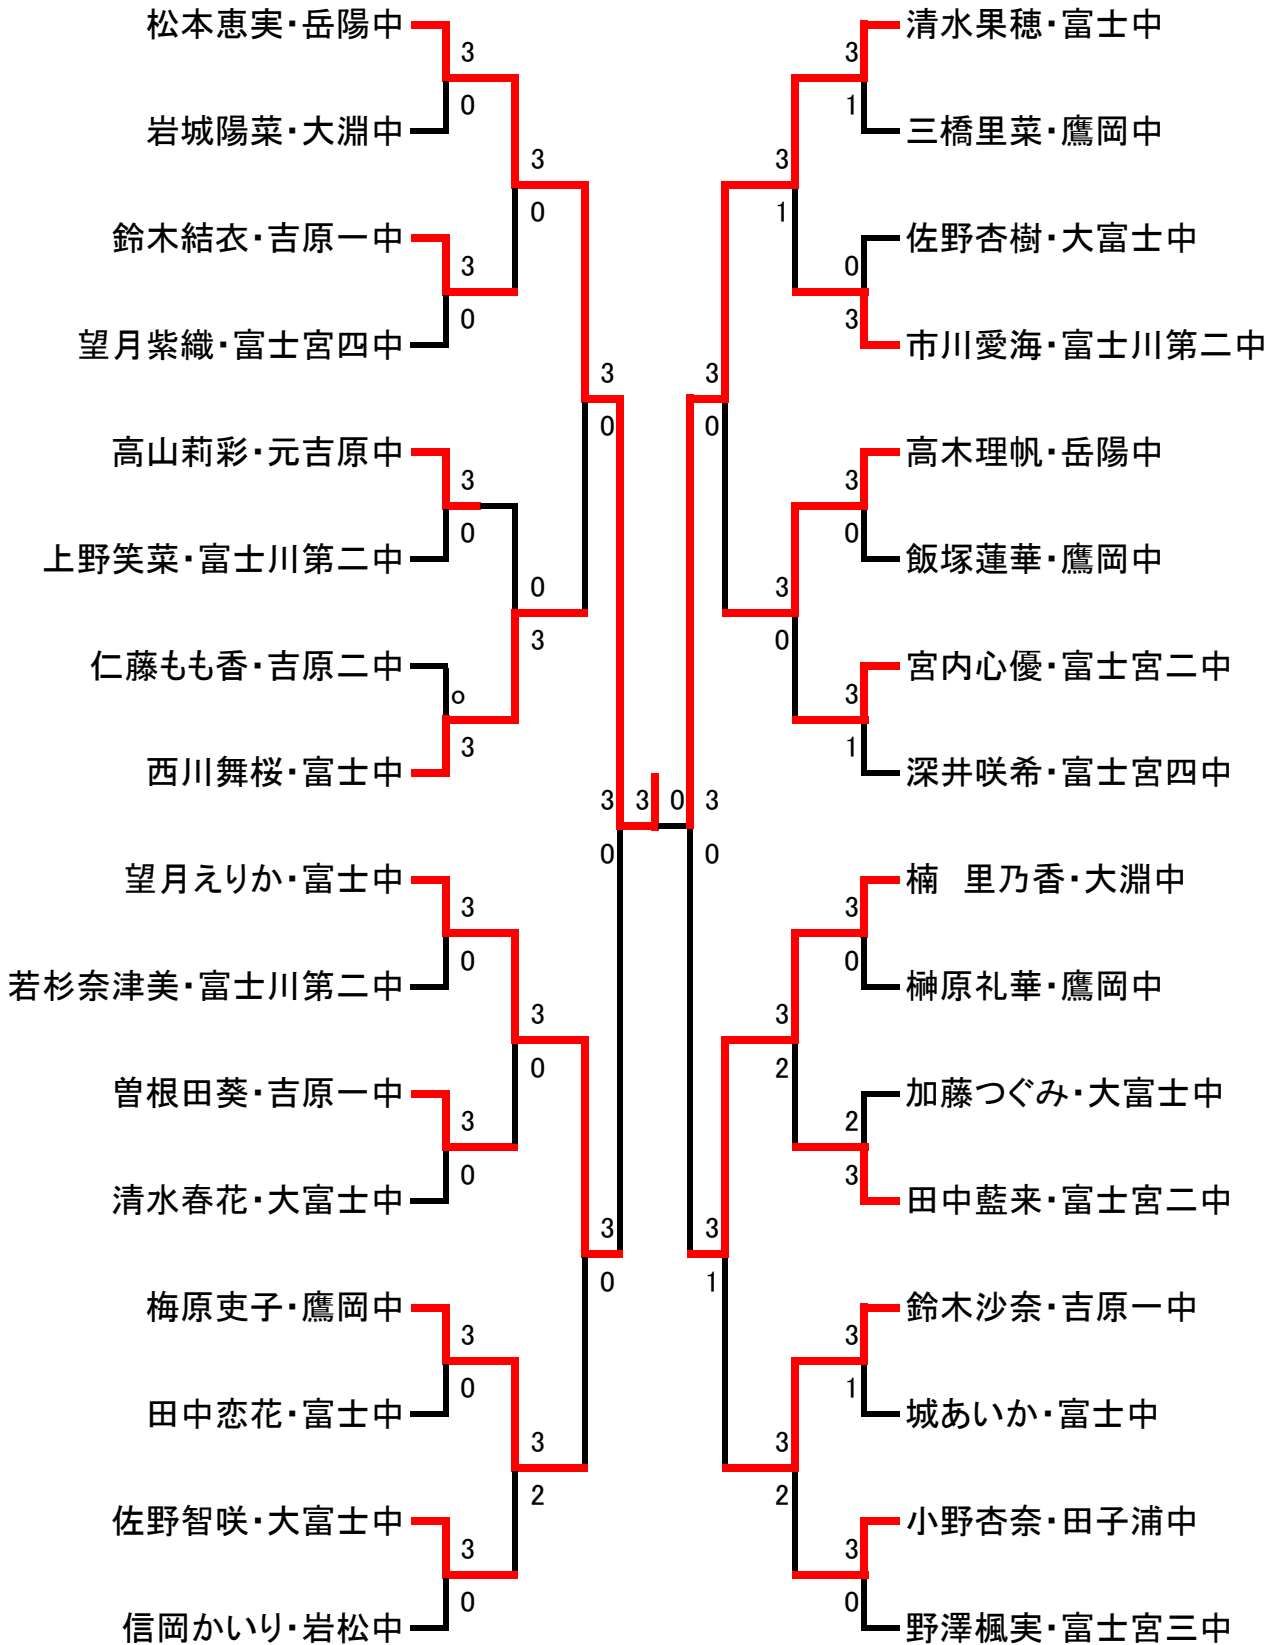 松本恵実・岳陽中
3
0
岩城陽菜・大淵中
3
0
鈴木結衣・吉原一中
3
0
望月紫織・富士宮四中
3
0
高山莉彩・元吉原中
3
0
上野笑菜・富士川第二中
0
3
仁藤もも香・吉原二中
o
3
西川舞桜・富士中
3
0
3
0
望月えりか・富士中
3
0
若杉奈津美・富士川第二中
3
0
曽根田葵・吉原一中
3
0
清水春花・大富士中
3
0
梅原吏子・鷹岡中
3
0
田中恋花・富士中
3
2
佐野智咲・大富士中
3
0
信岡かいり・岩松中
清水果穂・富士中
3
1
三橋里菜・鷹岡中
3
1
佐野杏樹・大富士中
0
3
市川愛海・富士川第二中
3
0
高木理帆・岳陽中
3
0
飯塚蓮華・鷹岡中
3
0
宮内心優・富士宮二中
3
1
深井咲希・富士宮四中
3
0
楠　里乃香・大淵中
3
0
榊原礼華・鷹岡中
3
2
加藤つぐみ・大富士中
2
3
田中藍来・富士宮二中
3
1
鈴木沙奈・吉原一中
3
1
城あいか・富士中
3
2
小野杏奈・田子浦中
3
0
野澤楓実・富士宮三中